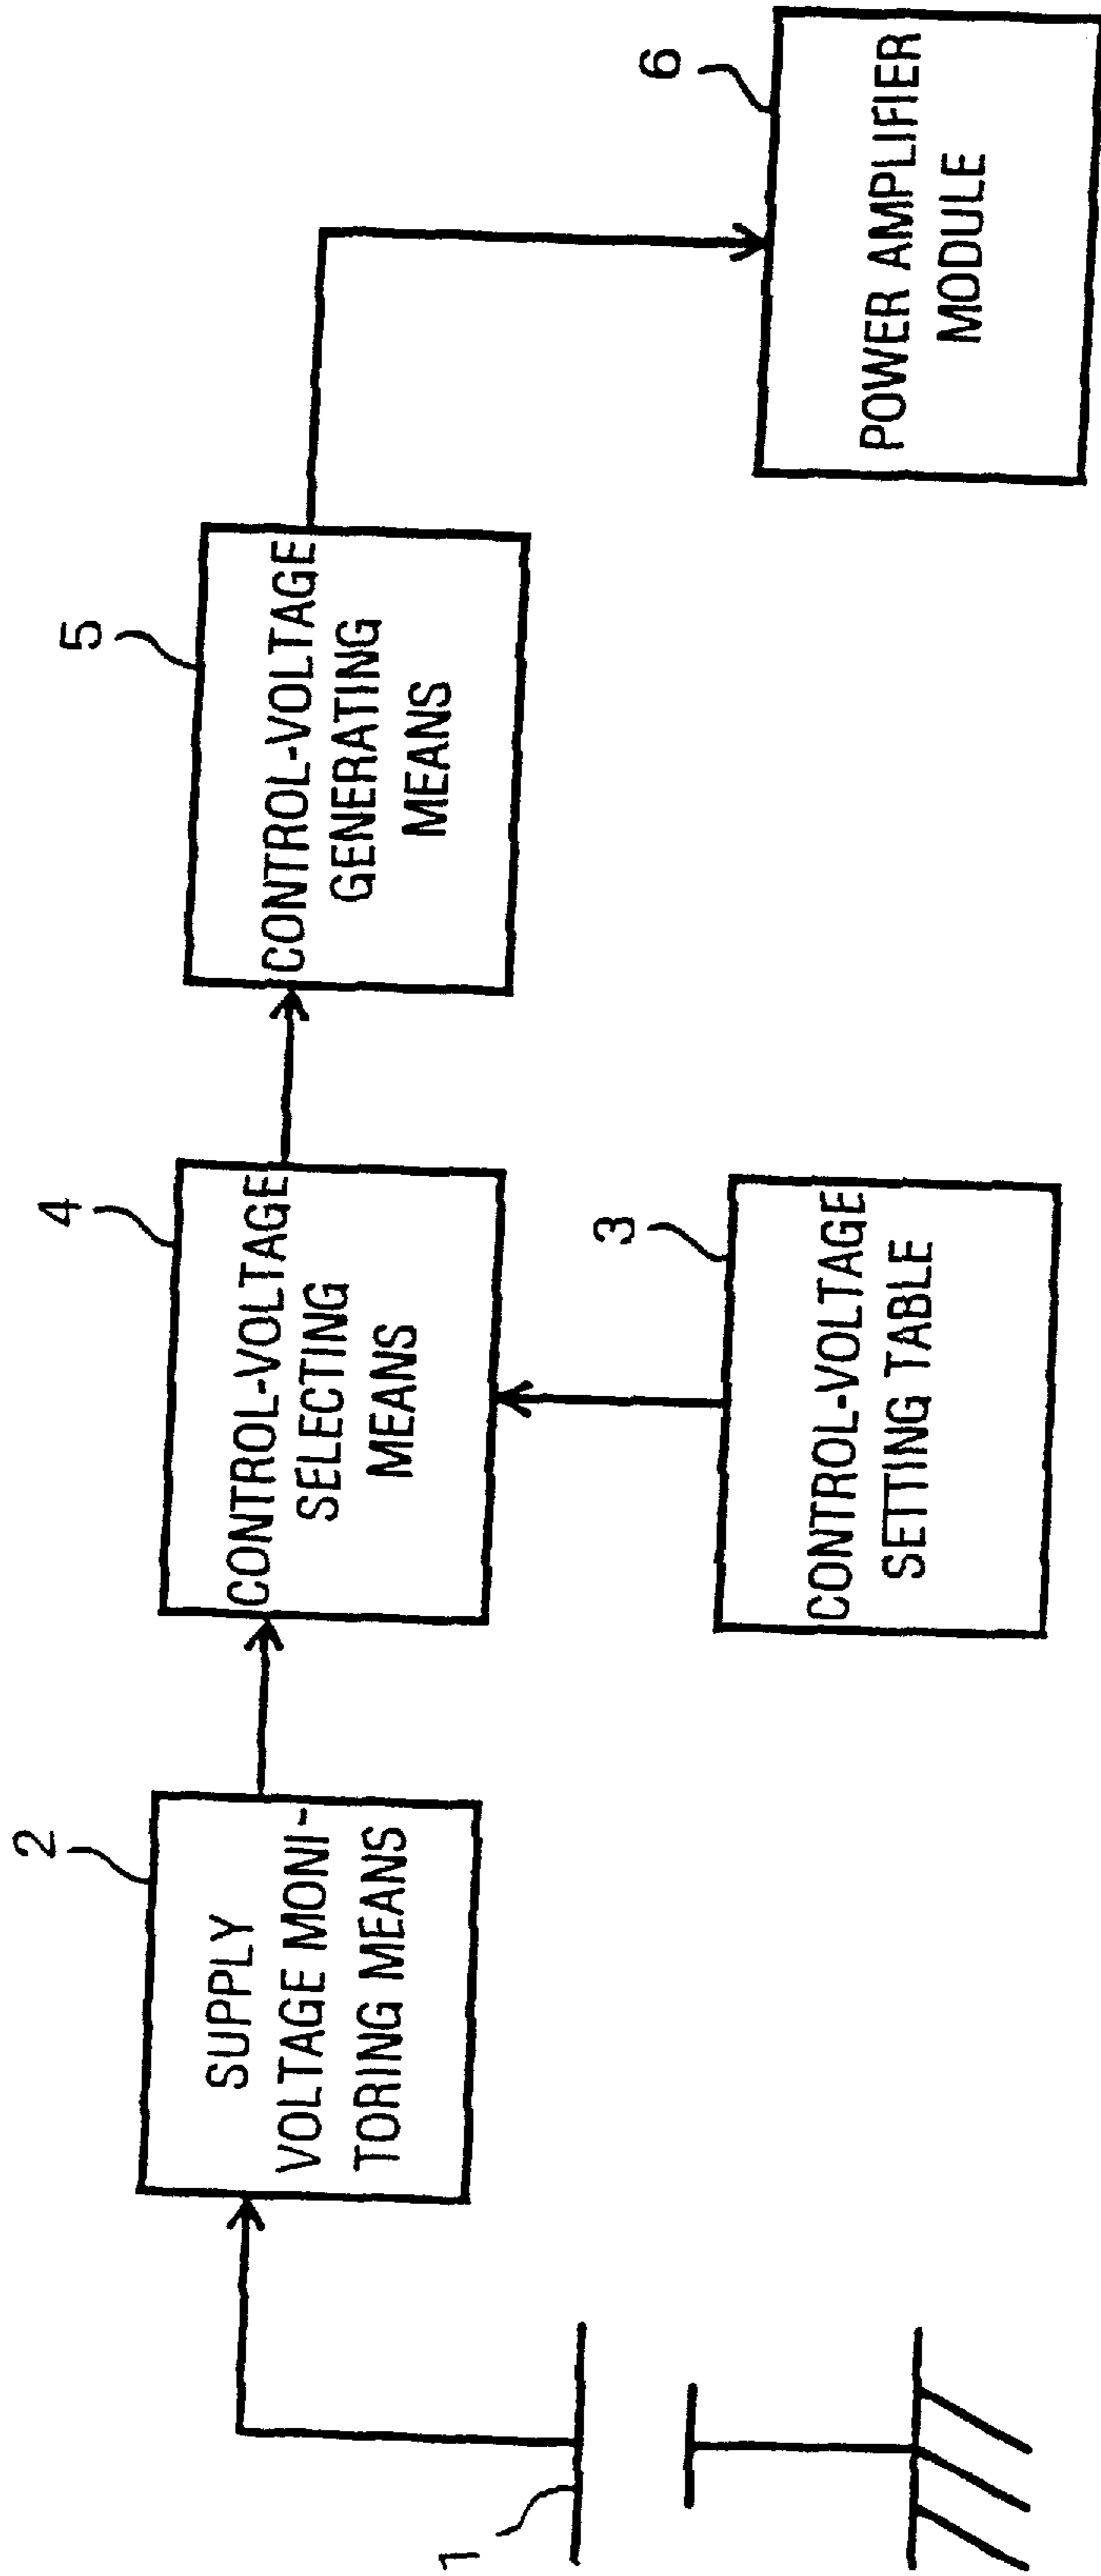 1
2
SUPPLY
VOLTAGE MONI-
TORING MEANS
4
CONTROL-VOLTAGE
SELECTING
MEANS
3
CONTROL-VOLTAGE
SETTING TABLE
5
CONTROL-VOLTAGE
GENERATING
MEANS
6
POWER AMPLIFIER
MODULE